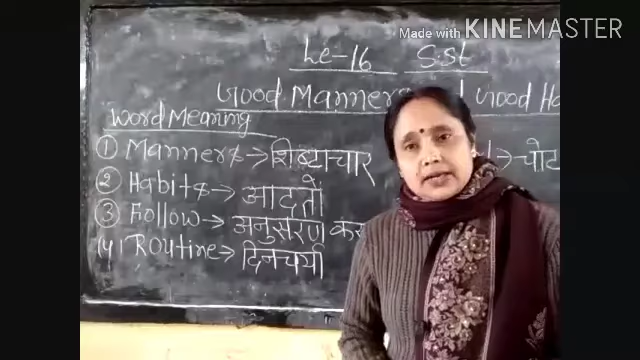 Made with KINEMASTER
Le-16 S.St
Good Manners Good Ha
Word Meaning
① Manners → शिष्टाचार → चोट
② Habits → आदतों
③ Follow → अनुसरण कर
(4) Routine → दिनचर्या